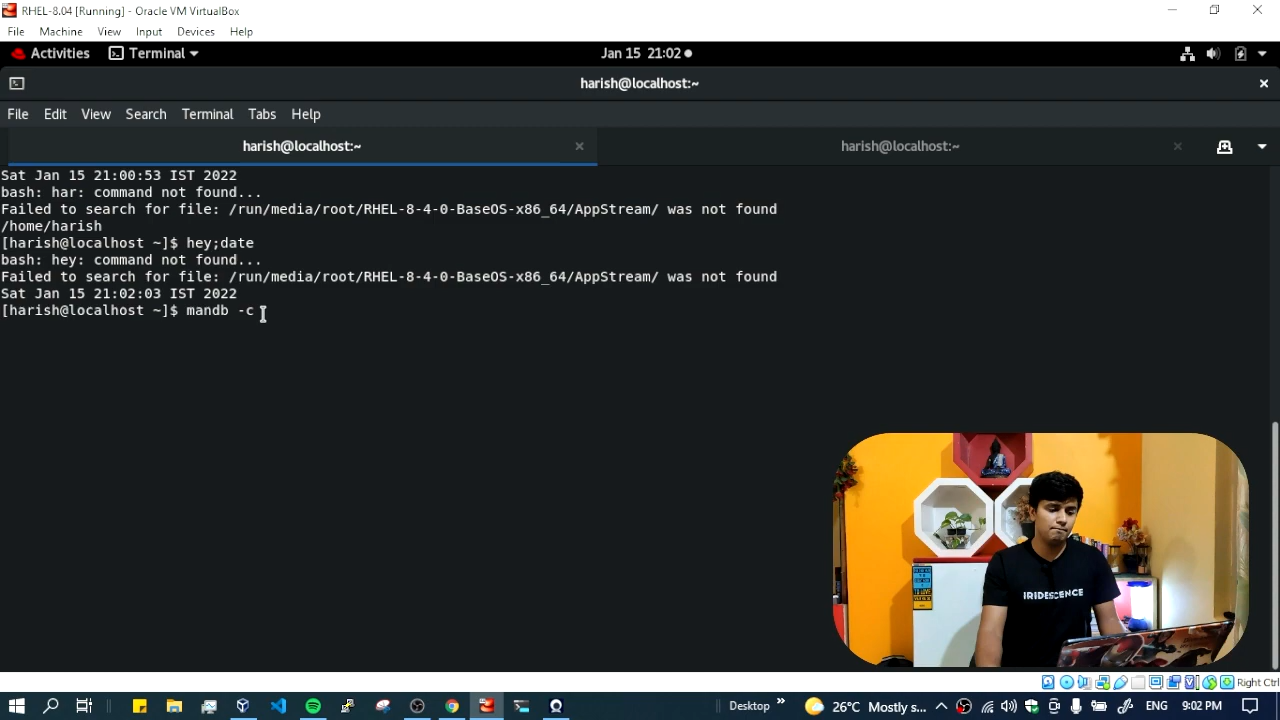 RHEL-8.04 [Running] - Oracle VM VirtualBox
File Machine View Input Devices Help
Activities Terminal Jan 15 21:02
harish@localhost:~
File Edit View Search Terminal Tabs Help
harish@localhost:~ harish@localhost:~
Sat Jan 15 21:00:53 IST 2022
bash: har: command not found...
Failed to search for file: /run/media/root/RHEL-8-4-0-BaseOS-x86_64/AppStream/ was not found
/home/harish
[harish@localhost ~]$ hey;date
bash: hey: command not found...
Failed to search for file: /run/media/root/RHEL-8-4-0-BaseOS-x86_64/AppStream/ was not found
Sat Jan 15 21:02:03 IST 2022
[harish@localhost ~]$ mandb -c
IRIDESCENCE
Right Ctrl
Desktop 26°C Mostly s... ENG 9:02 PM